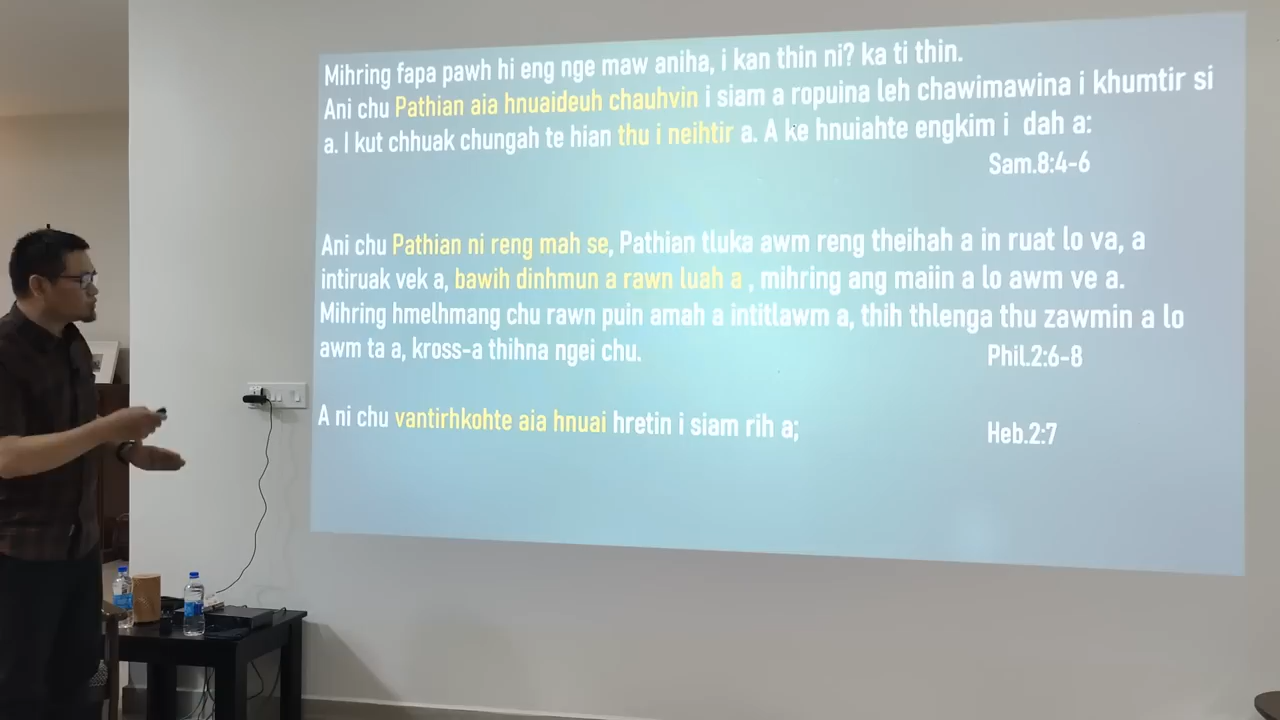 Mihring fapa pawh hi eng nge maw aniha, i kan thin ni? ka ti thin.
Ani chu Pathian aia hnuaideuh chauhvin i siam a ropuina leh chawimawina i khumtir si
a. I kut chhuak chungah te hian thu i neihtir a. A ke hnuiahte engkim i dah a:
Sam.8:4-6
Ani chu Pathian ni reng mah se, Pathian tluka awm reng theihah a in ruat lo va, a
intiruak vek a, bawih dinhmun a rawn luah a , mihring ang maiin a lo awm ve a.
Mihring hmelhmang chu rawn puin amah a intitlawm a, thih thlenga thu zawmin a lo
awm ta a, kross-a thihna ngei chu.
Phil.2:6-8
A ni chu vantirhkohte aia hnuai hretin i siam rih a;
Heb.2:7